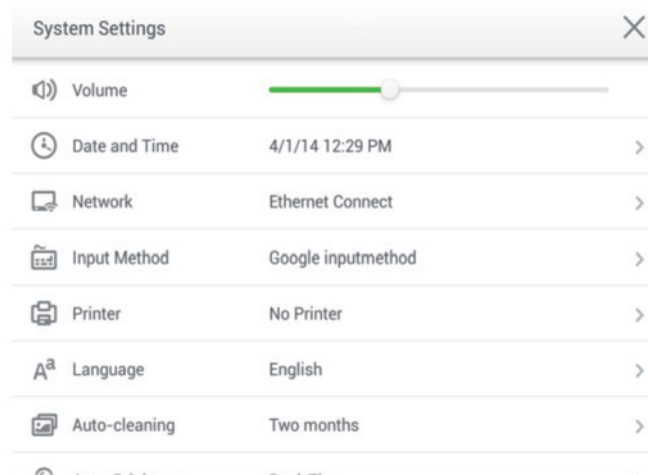 System Settings
Volume
Date and Time 4/1/14 12:29 PM
Network Ethernet Connect
Input Method Google inputmethod
Printer No Printer
Language English
Auto-cleaning Two months